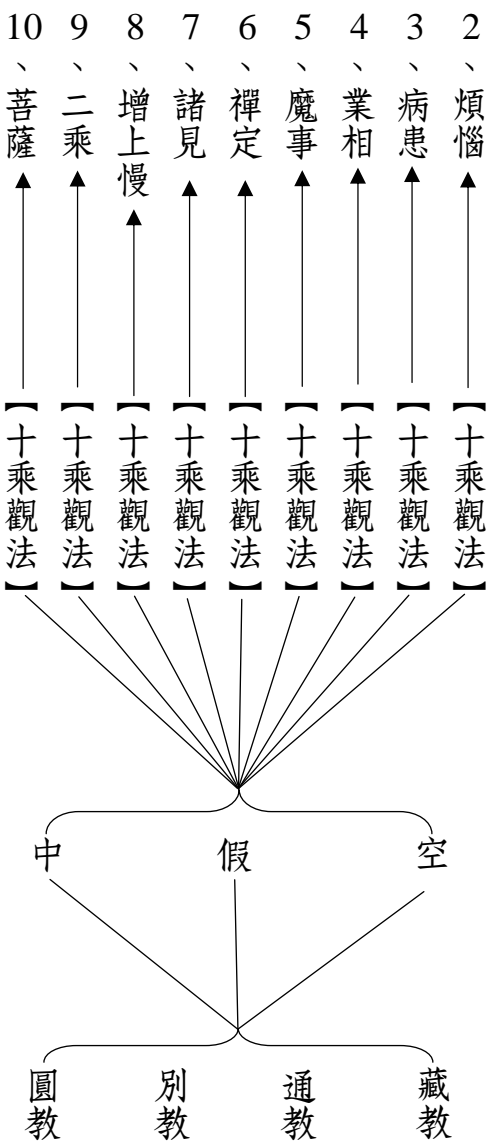 2、煩惱
3、病患
4、業相
5、魔事
6、禪定
7、諸見
8、增上慢
9、二乘
10、菩薩
【十乘觀法】
【十乘觀法】
【十乘觀法】
【十乘觀法】
【十乘觀法】
【十乘觀法】
【十乘觀法】
【十乘觀法】
【十乘觀法】
空
假
中
藏教
通教
別教
圓教